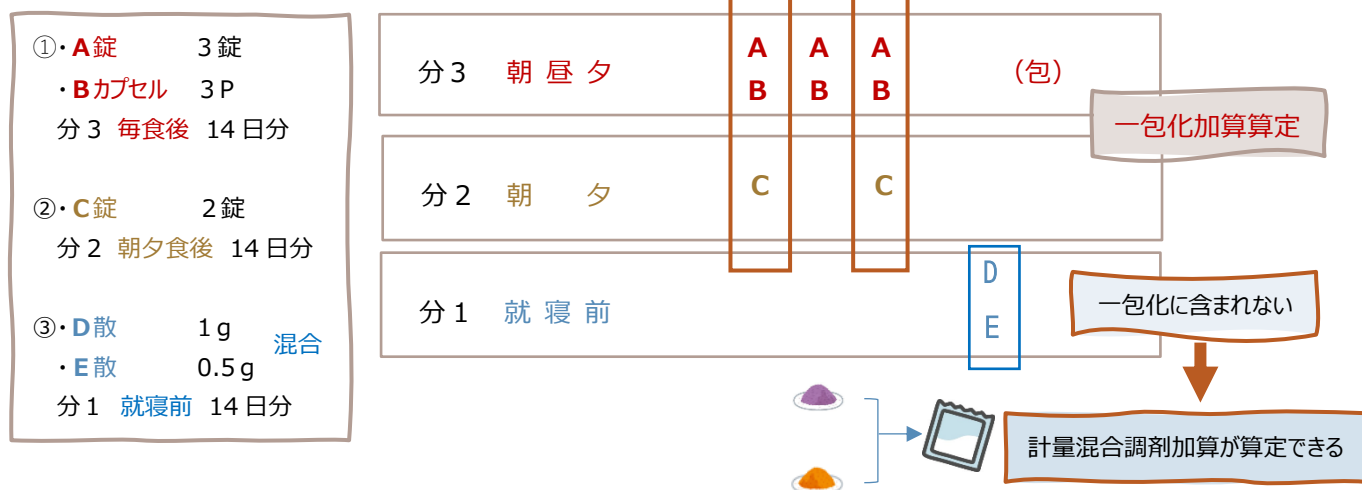 ①・A錠 3錠
・Bカプセル 3P
分3 毎食後 14日分
②・C錠 2錠
分2 朝夕食後 14日分
③・D散 1g
混合
・E散 0.5g
分1 就寝前 14日分
分3 朝昼夕 (包)
A A A
B B B
一包化加算算定
分2 朝 夕
C C
分1 就寝前
D
E
一包化に含まれない
計量混合調剤加算が算定できる